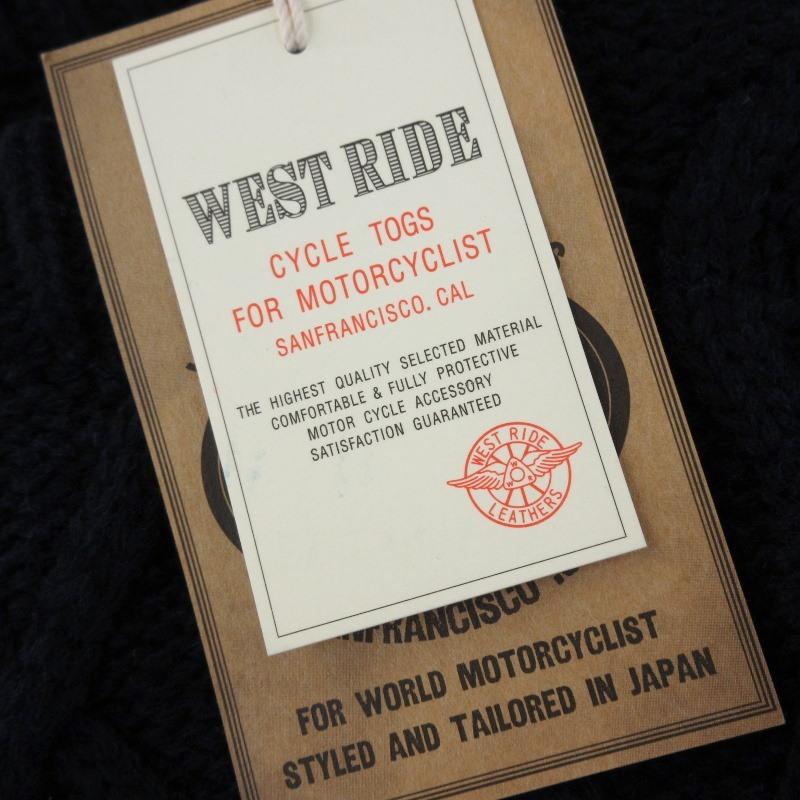 WEST RIDE
CYCLE TOGS
FOR MOTORCYCLIST
SANFRANCISCO. CAL
THE HIGHEST QUALITY SELECTED MATERIAL
COMFORTABLE & FULLY PROTECTIVE
MOTOR CYCLE ACCESSORY
SATISFACTION GUARANTEED
WEST RIDE
W
W R
LEATHERS
FOR WORLD MOTORCYCLIST
STYLED AND TAILORED IN JAPAN